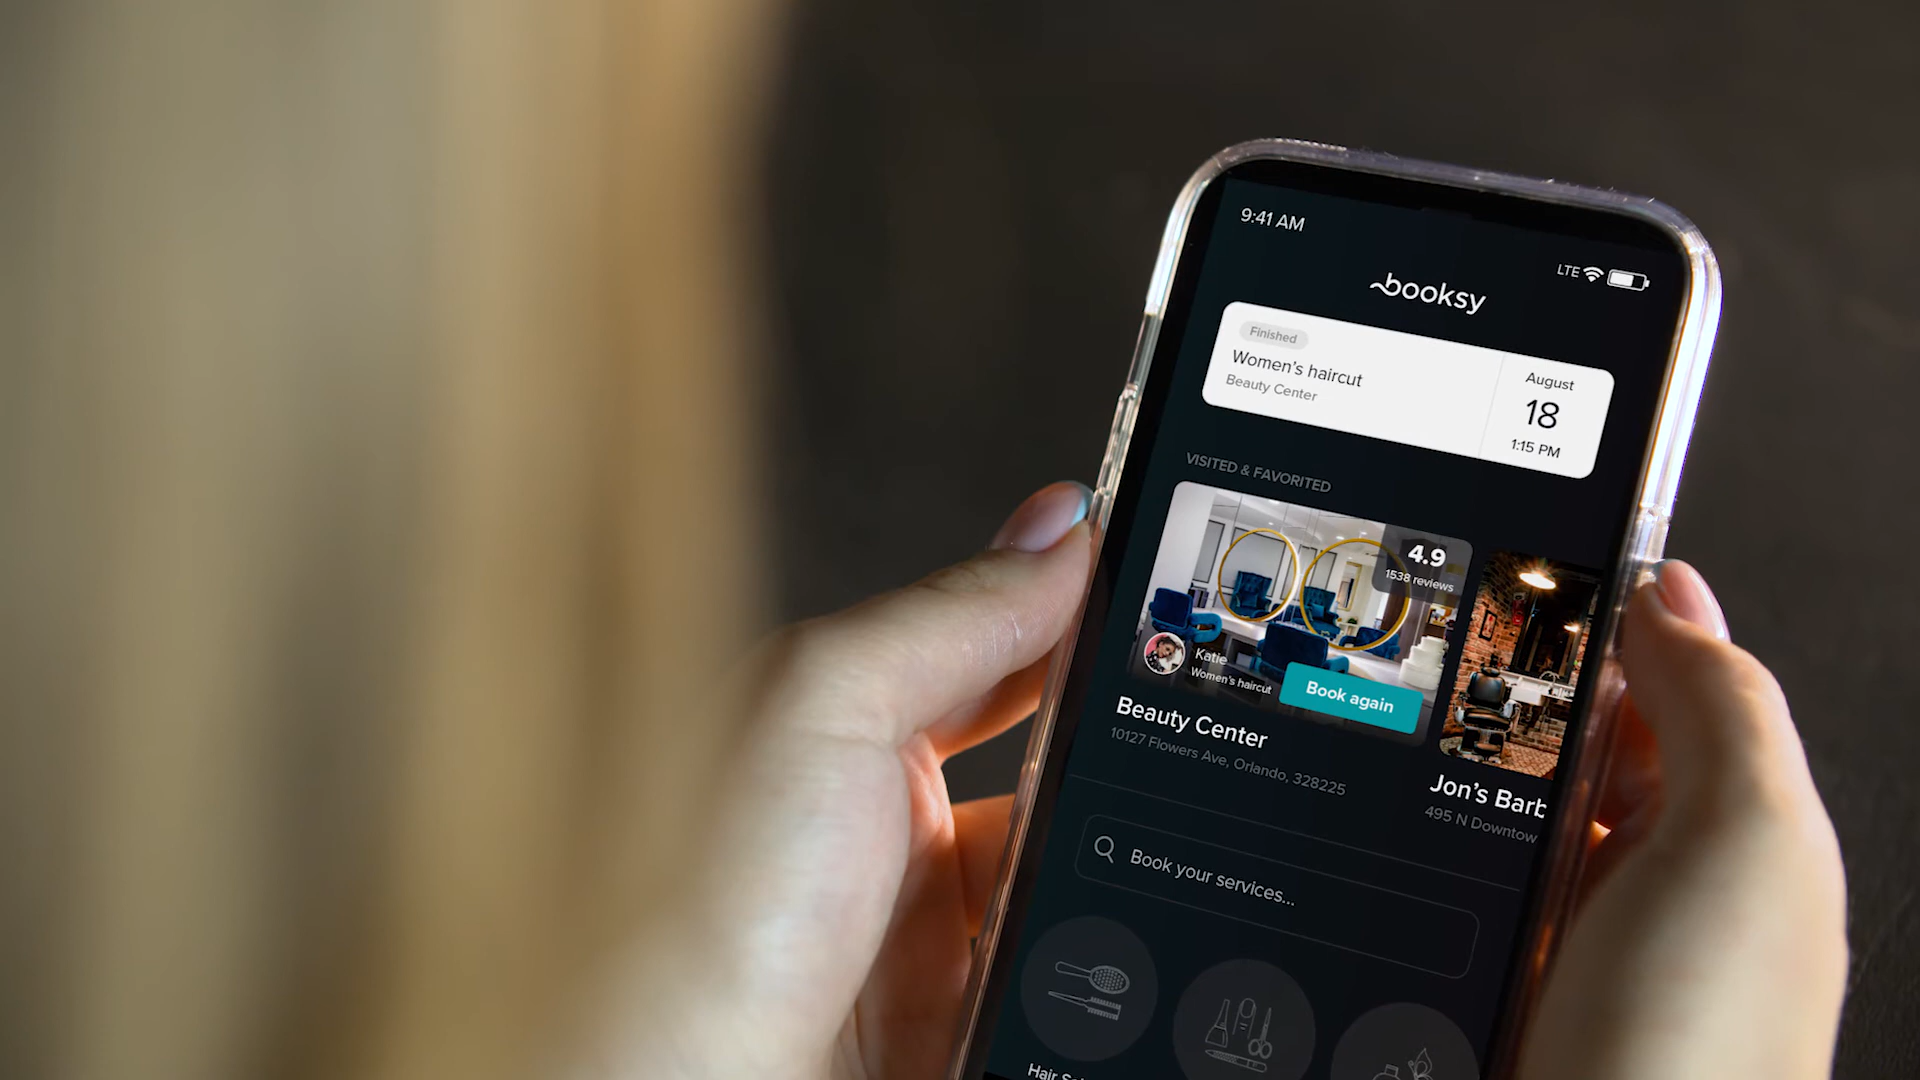 9:41 AM
LTE
booksy
Finished
Women's haircut
Beauty Center
August
18
1:15 PM
VISITED & FAVORITED
4.9
1538 reviews
Katie
Women's haircut
Book again
Beauty Center
10127 Flowers Ave, Orlando, 328225
Jon's Barb
495 N Downtow
Book your services...
Hair